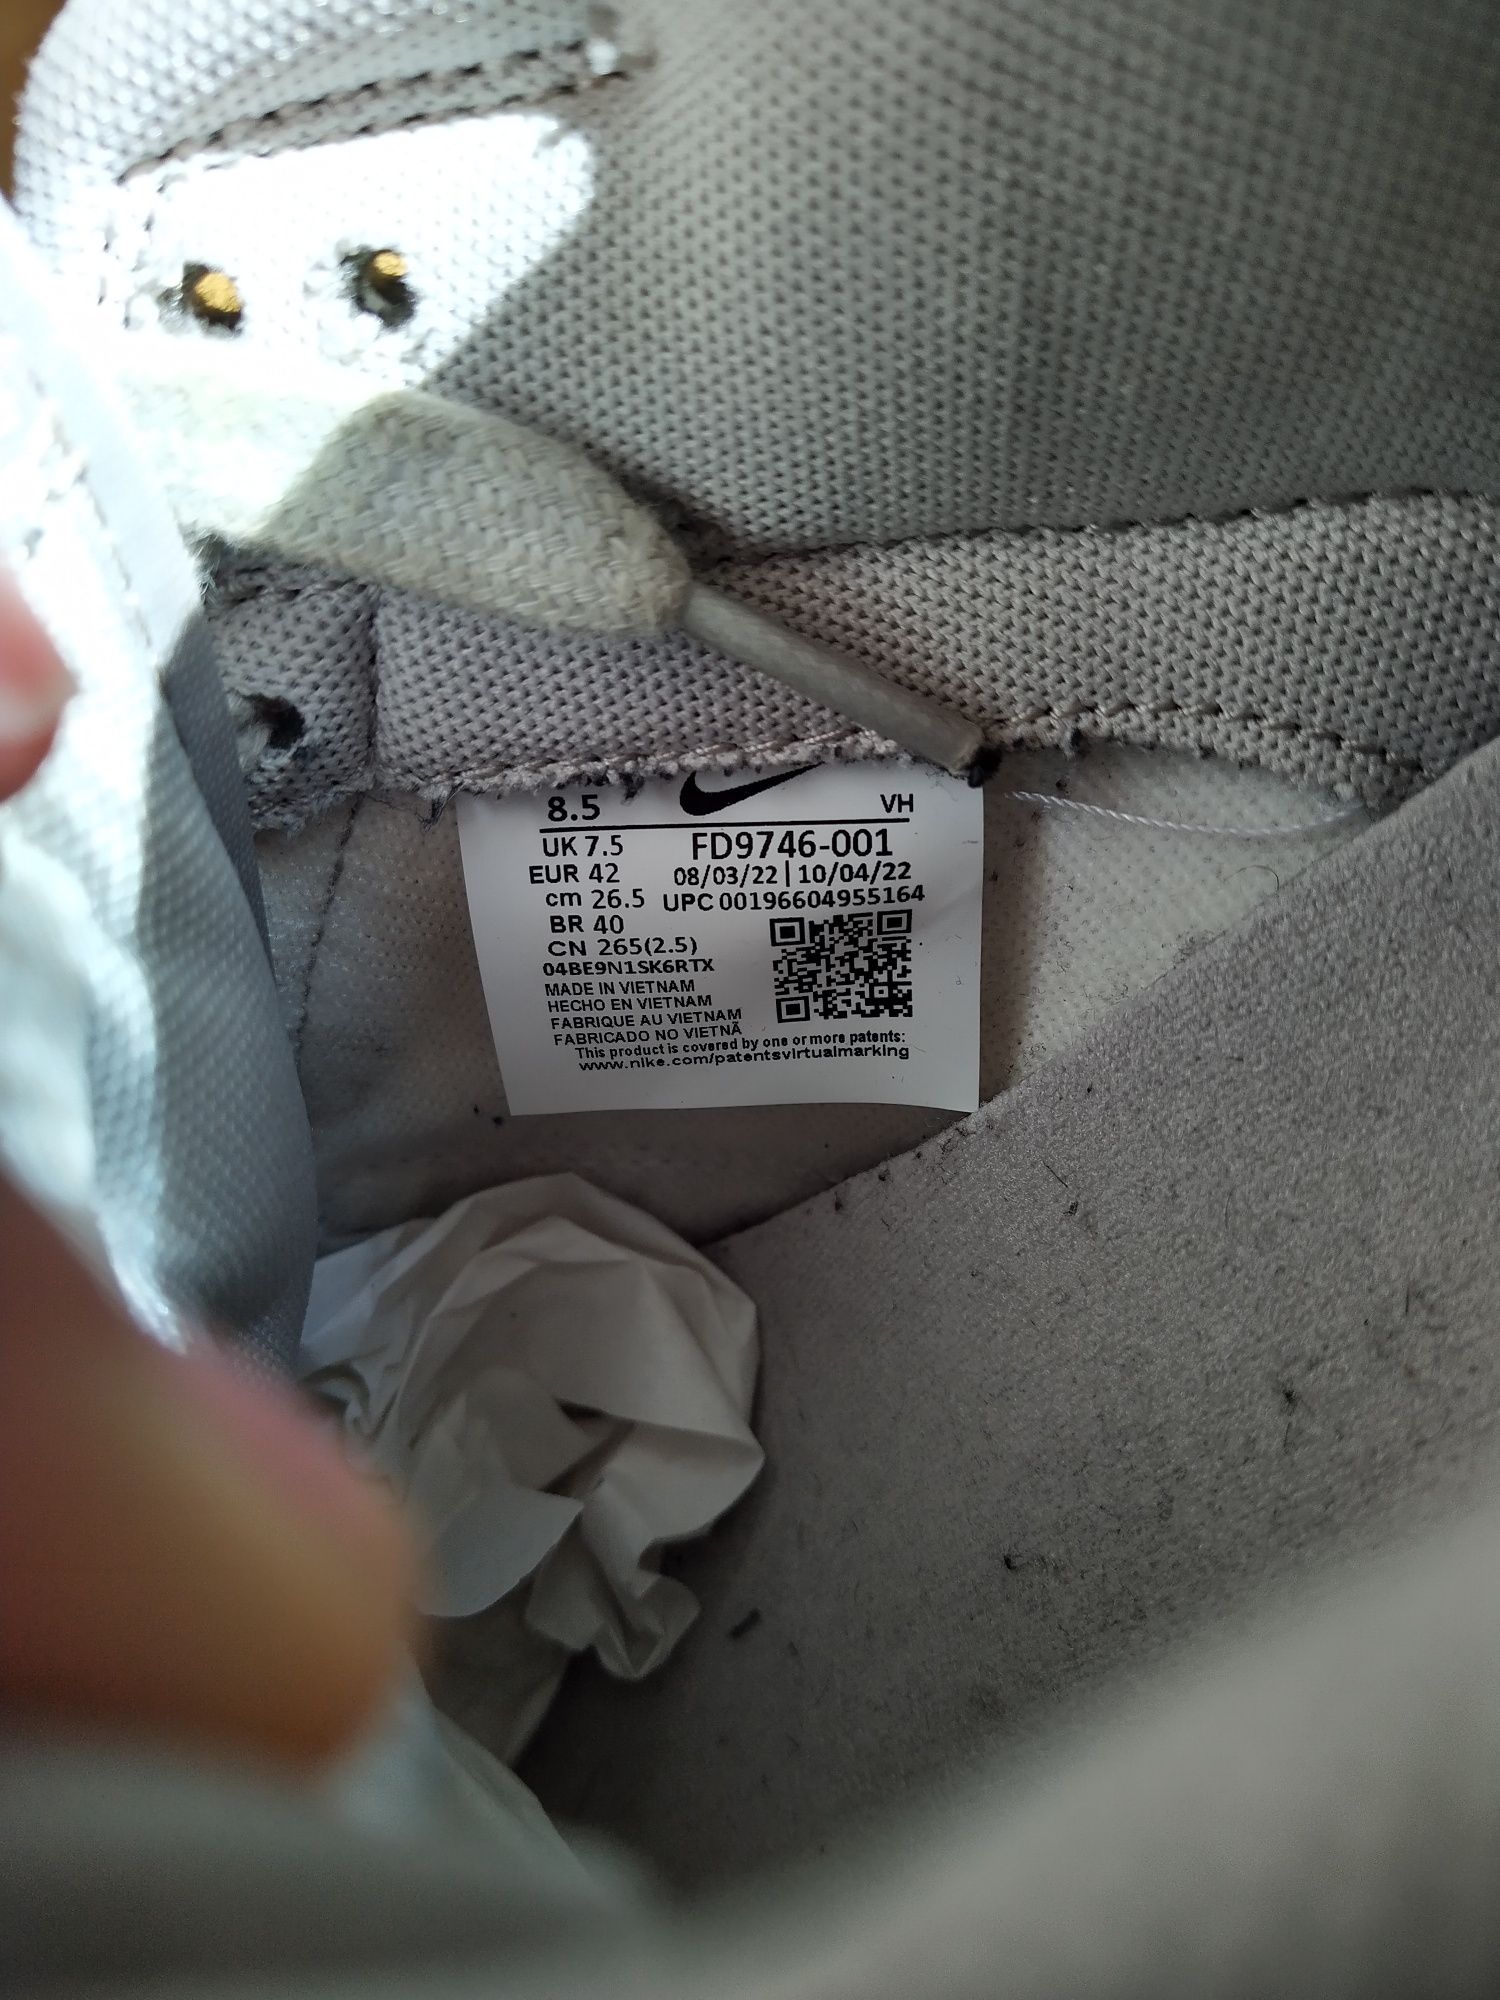 8.5 VH
UK 7.5 FD9746-001
EUR 42 08/03/22 | 10/04/22
cm 26.5 UPC 00196604955164
BR 40
CN 265(2.5)
04BE9N1SK6RTX
MADE IN VIETNAM
HECHO EN VIETNAM
FABRIQUE AU VIETNAM
FABRICADO NO VIETNÃ
This product is covered by one or more patents:
www.nike.com/patentsvirtualmarking